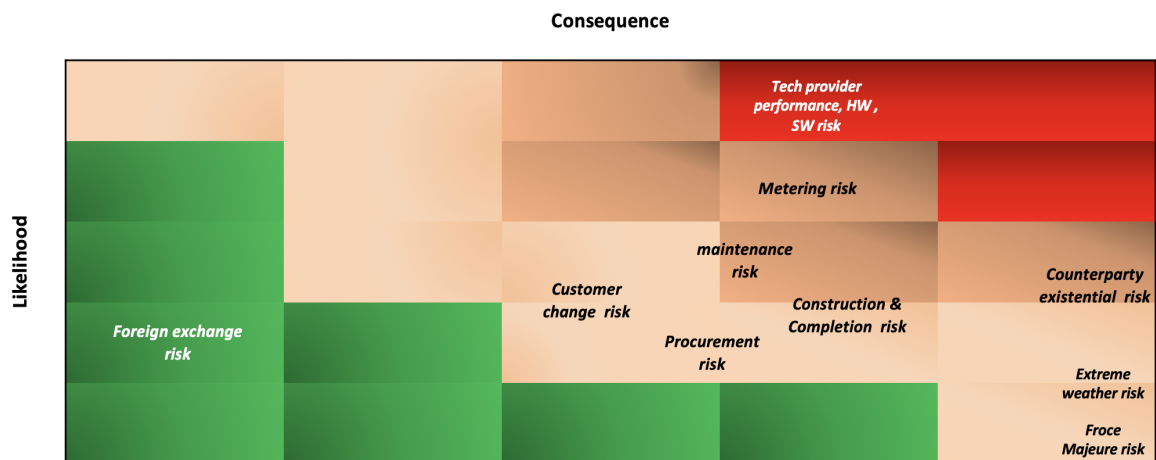 Consequence
Likelihood
Tech provider
performance, HW ,
SW risk
Metering risk
maintenance
risk
Customer
change  risk
Counterparty
existential  risk
Construction &
Completion  risk
Foreign exchange
risk
Procurement
risk
Extreme
weather risk
Froce
Majeure risk